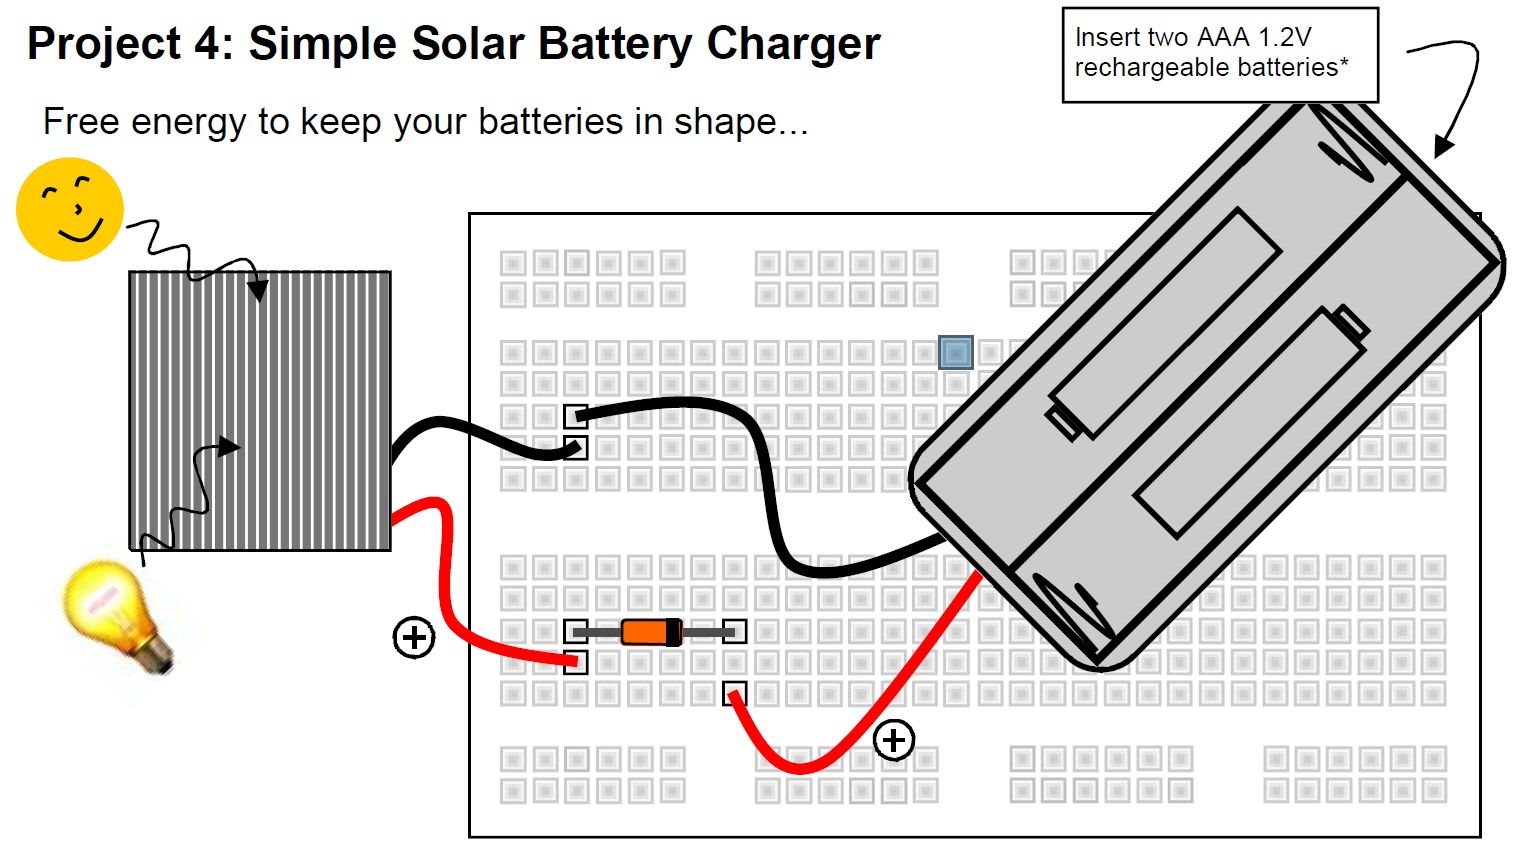 Project 4: Simple Solar Battery Charger
Insert two AAA 1.2V
rechargeable batteries*
Free energy to keep your batteries in shape...
+
+